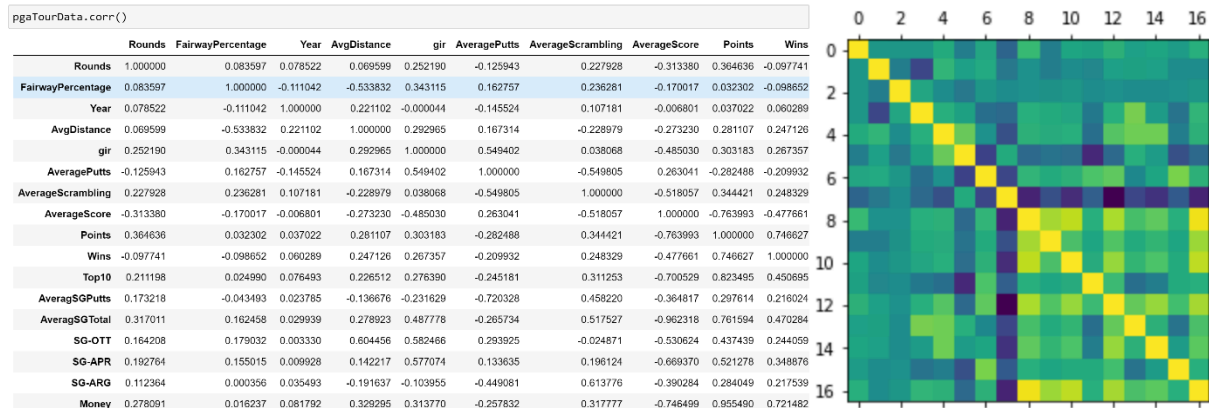 pgaTourData.corr()
Rounds FairwayPercentage Year AvgDistance gir AveragePutts AverageScrambling AverageScore Points Wins
Rounds 1.000000 0.083597 0.078522 0.069599 0.252190 -0.125943 0.227928 -0.313380 0.364636 -0.097741
FairwayPercentage 0.083597 1.000000 -0.111042 -0.533832 0.343115 0.162757 0.236281 -0.170017 0.032302 -0.098652
Year 0.078522 -0.111042 1.000000 0.221102 -0.000044 -0.145524 0.107181 -0.006801 0.037022 0.060289
AvgDistance 0.069599 -0.533832 0.221102 1.000000 0.292965 0.167314 -0.228979 -0.273230 0.281107 0.247126
gir 0.252190 0.343115 -0.000044 0.292965 1.000000 0.549402 0.038068 -0.485030 0.303183 0.267357
AveragePutts -0.125943 0.162757 -0.145524 0.167314 0.549402 1.000000 -0.549805 0.263041 -0.282488 -0.209932
AverageScrambling 0.227928 0.236281 0.107181 -0.228979 0.038068 -0.549805 1.000000 -0.518057 0.344421 0.248329
AverageScore -0.313380 -0.170017 -0.006801 -0.273230 -0.485030 0.263041 -0.518057 1.000000 -0.763993 -0.477661
Points 0.364636 0.032302 0.037022 0.281107 0.303183 -0.282488 0.344421 -0.763993 1.000000 0.746627
Wins -0.097741 -0.098652 0.060289 0.247126 0.267357 -0.209932 0.248329 -0.477661 0.746627 1.000000
Top10 0.211198 0.024990 0.076493 0.226512 0.276390 -0.245181 0.311253 -0.700529 0.823495 0.450695
AveragSGPutts 0.173218 -0.043493 0.023785 -0.136676 -0.231629 -0.720328 0.458220 -0.364817 0.297614 0.216024
AveragSGTotal 0.317011 0.162458 0.029939 0.278923 0.487778 -0.265734 0.517527 -0.962318 0.761594 0.470284
SG-OTT 0.164208 0.179032 0.003330 0.604456 0.582466 0.293925 -0.024871 -0.530624 0.437439 0.244059
SG-APR 0.192764 0.155015 0.009928 0.142217 0.577074 0.133635 0.196124 -0.669370 0.521278 0.348876
SG-ARG 0.112364 0.000356 0.035493 -0.191637 -0.103955 -0.449081 0.613776 -0.390284 0.284049 0.217539
Money 0.278091 0.016237 0.081792 0.329295 0.313770 -0.257832 0.317777 -0.746499 0.955490 0.721482
0 2 4 6 8 10 12 14 16
0
2
4
6
8
10
12
14
16